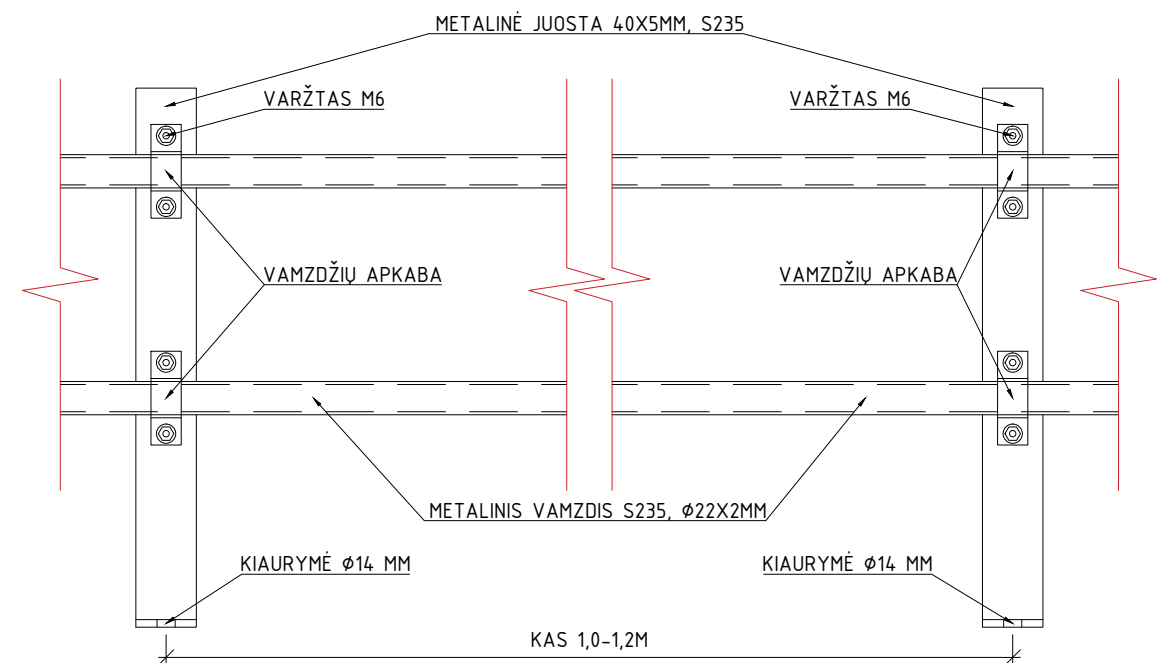 METALINĖ JUOSTA 40X5MM, S235
VARŽTAS M6
VARŽTAS M6
VAMZDŽIŲ APKABA
VAMZDŽIŲ APKABA
METALINIS VAMZDIS S235, Ø22X2MM
KIAURYMĖ Ø14 MM
KIAURYMĖ Ø14 MM
KAS 1,0-1,2M